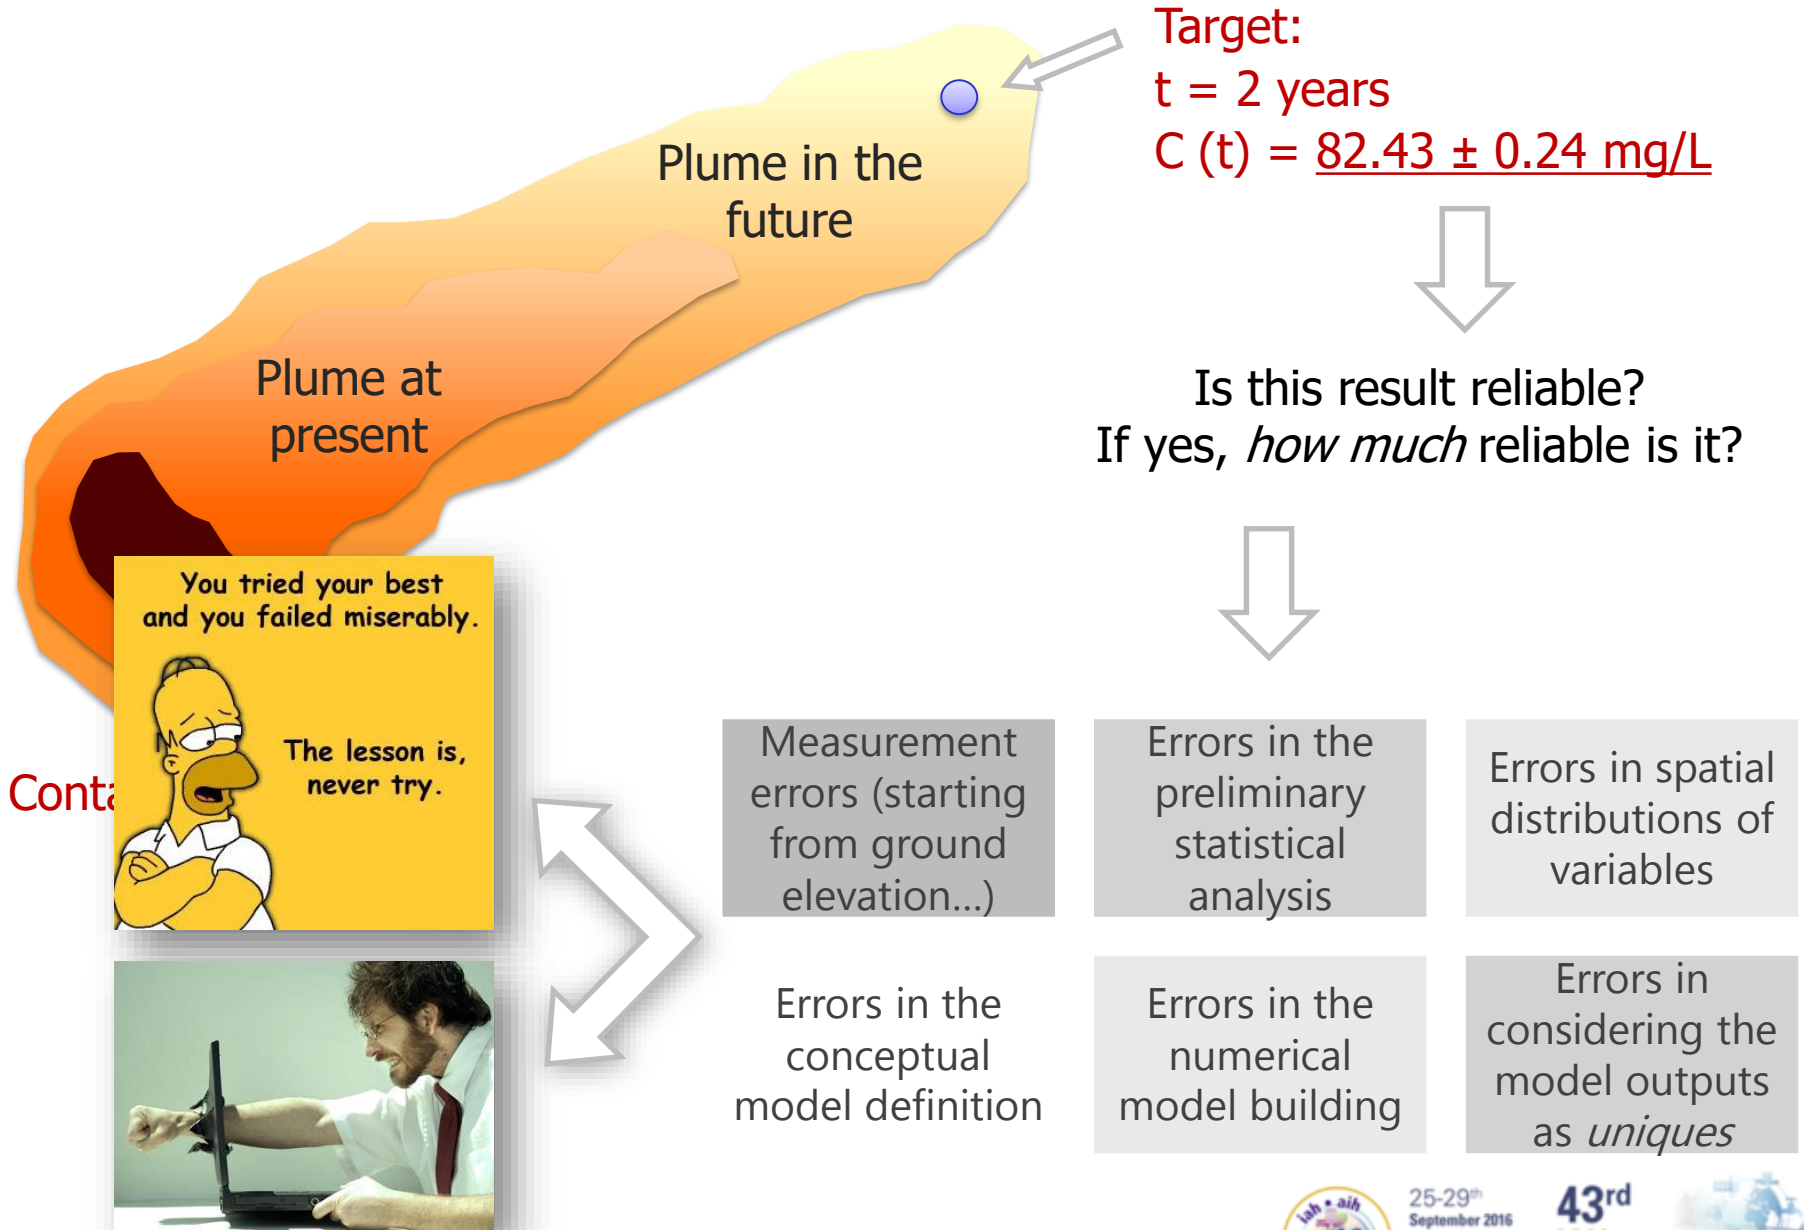 Target:
t = 2 years
C (t) = 82.43 ± 0.24 mg/L
Plume in the
future
Plume at
present
Is this result reliable?
If yes, how much reliable is it?
You tried your best
and you failed miserably.
The lesson is,
never try.
Measurement
errors (starting
from ground
elevation...)
Errors in the
preliminary
statistical
analysis
Errors in spatial
distributions of
variables
Errors in the
conceptual
model definition
Errors in the
numerical
model building
Errors in
considering the
model outputs
as uniques
iah • aih
25-29th
September 2016
43rd